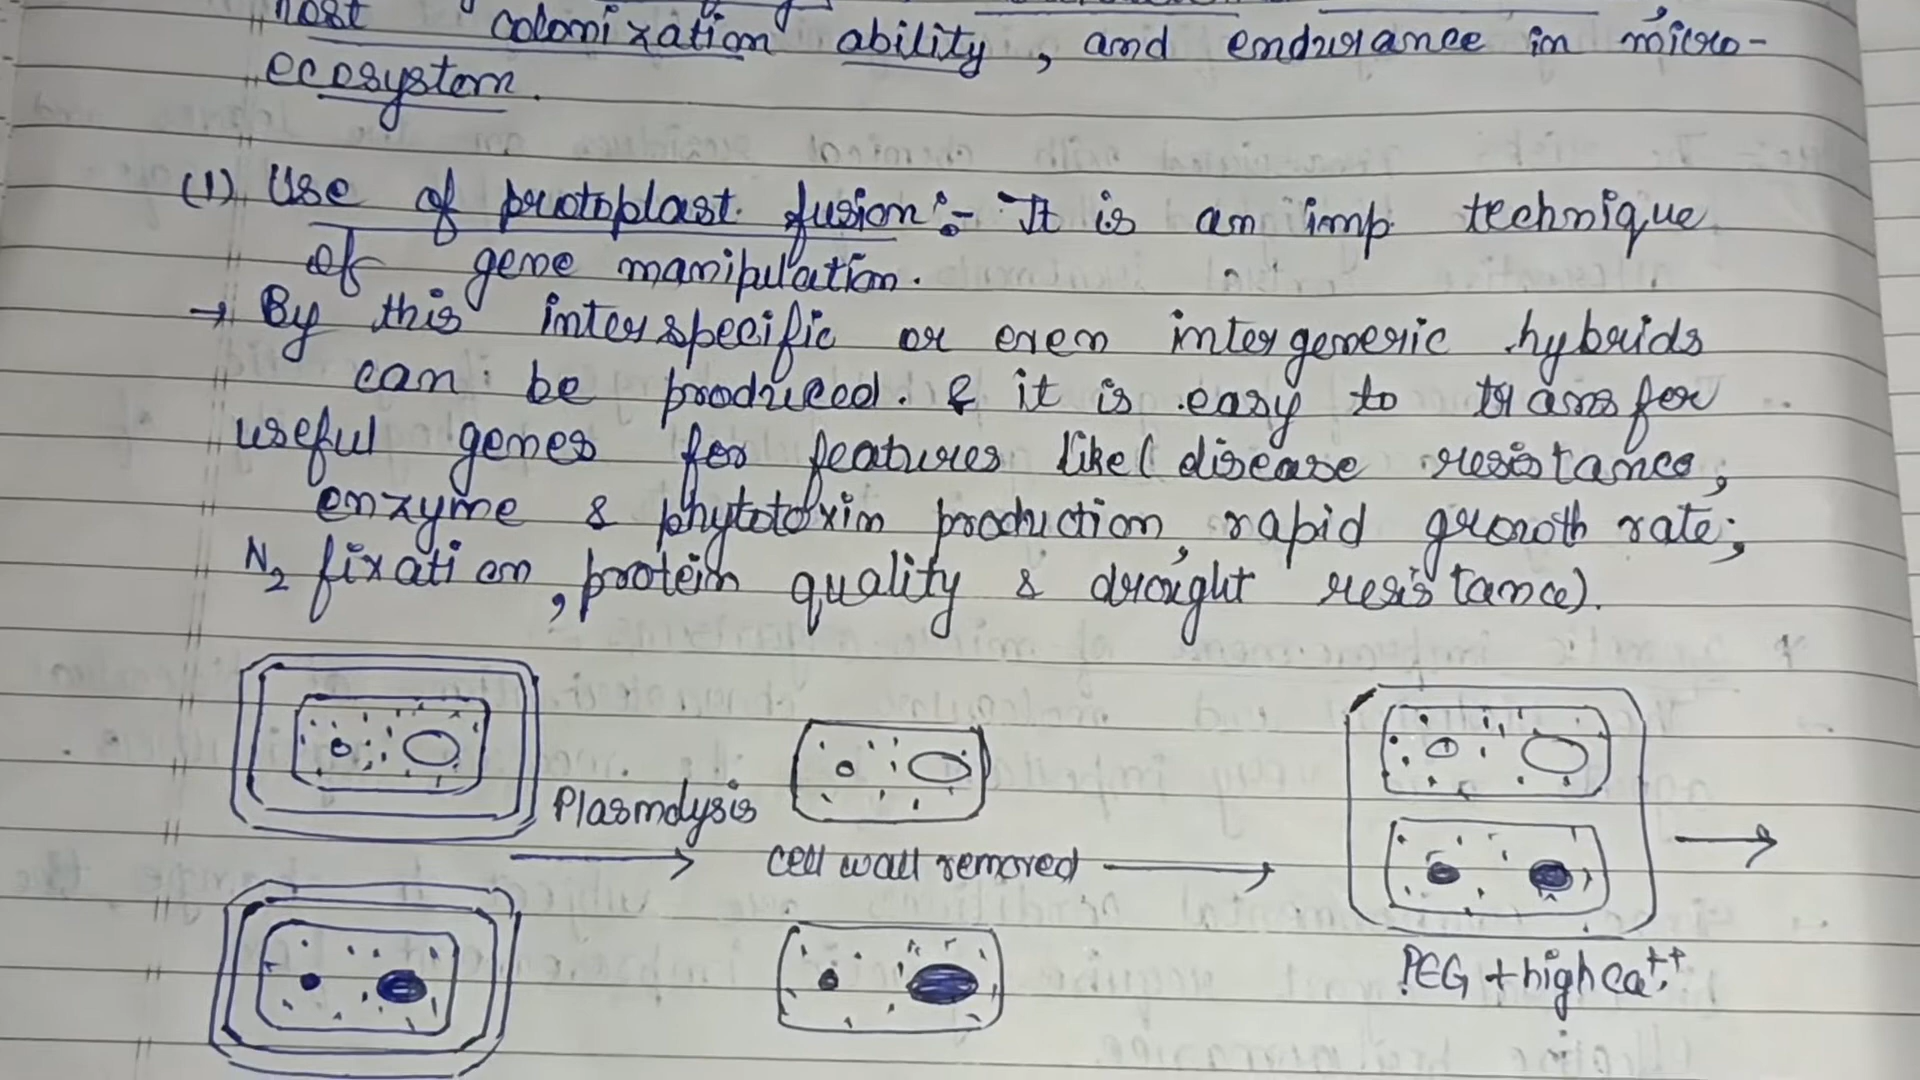 host colonization ability, and endurance in micro-
ecosystem.
(1) Use of protoplast fusion:- It is an imp technique
of gene manipulation.
→ By this interspecific or even intergeneric hybrids
can be produced. & it is easy to transfer
useful genes for features like (disease resistance,
enzyme & phytotoxin production, rapid growth rate,
N2 fixation, protein quality & drought resistance).
Plasmolysis
cell wall removed
PEG + high ca++